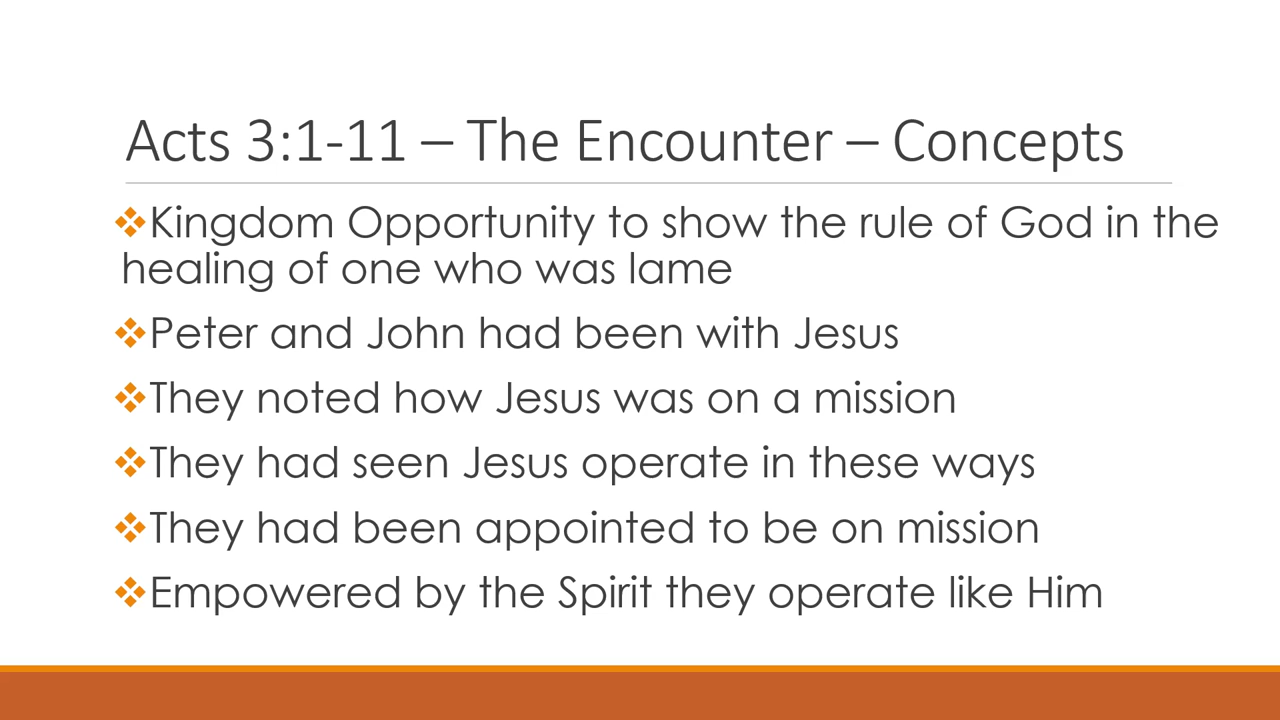 Acts 3:1-11 – The Encounter – Concepts
❖Kingdom Opportunity to show the rule of God in the
healing of one who was lame
❖Peter and John had been with Jesus
❖They noted how Jesus was on a mission
❖They had seen Jesus operate in these ways
❖They had been appointed to be on mission
❖Empowered by the Spirit they operate like Him